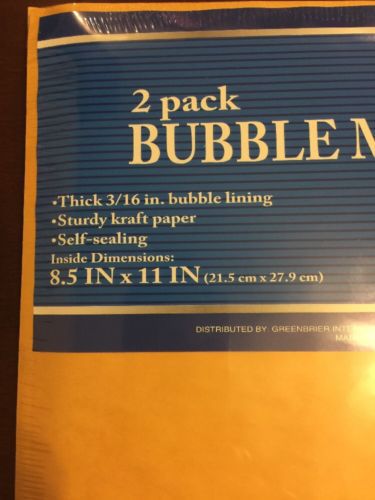 2 pack
BUBBLE
•Thick 3/16 in. bubble lining
•Sturdy kraft paper
•Self-sealing
Inside Dimensions:
8.5 IN x 11 IN (21.5 cm x 27.9 cm)
DISTRIBUTED BY: GREENBRIER